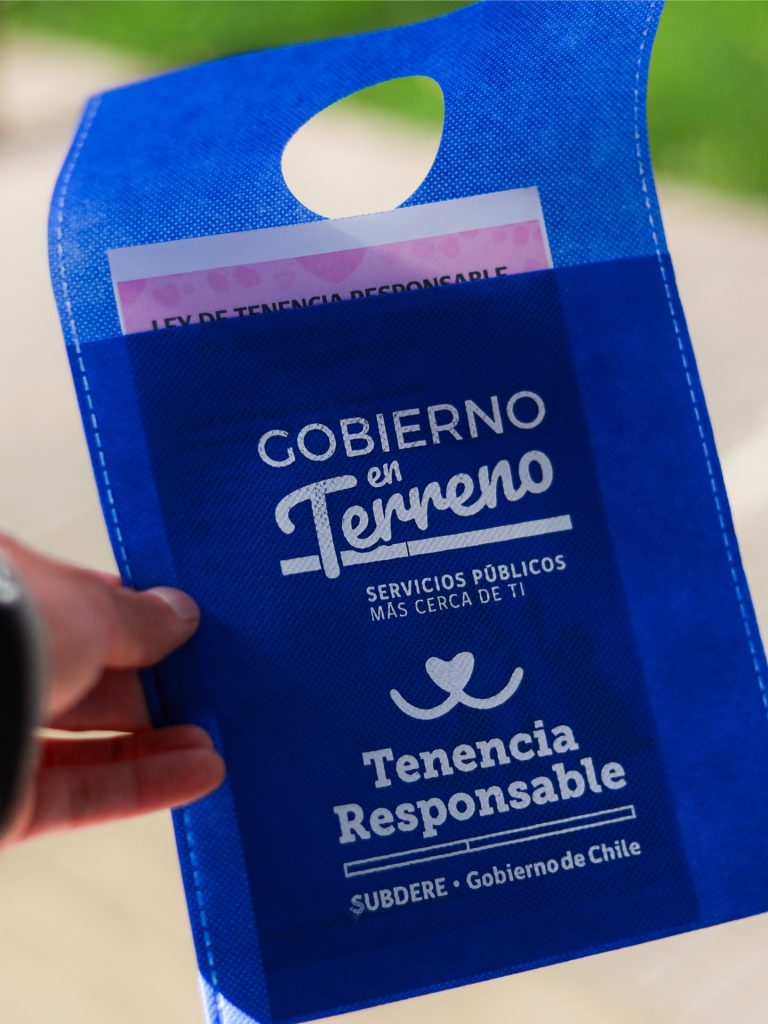 LEY DE TENENCIA RESPONSABLE
GOBIERNO
en
Terreno
SERVICIOS PÚBLICOS
MÁS CERCA DE TI
Tenencia
Responsable
SUBDERE • Gobierno de Chile